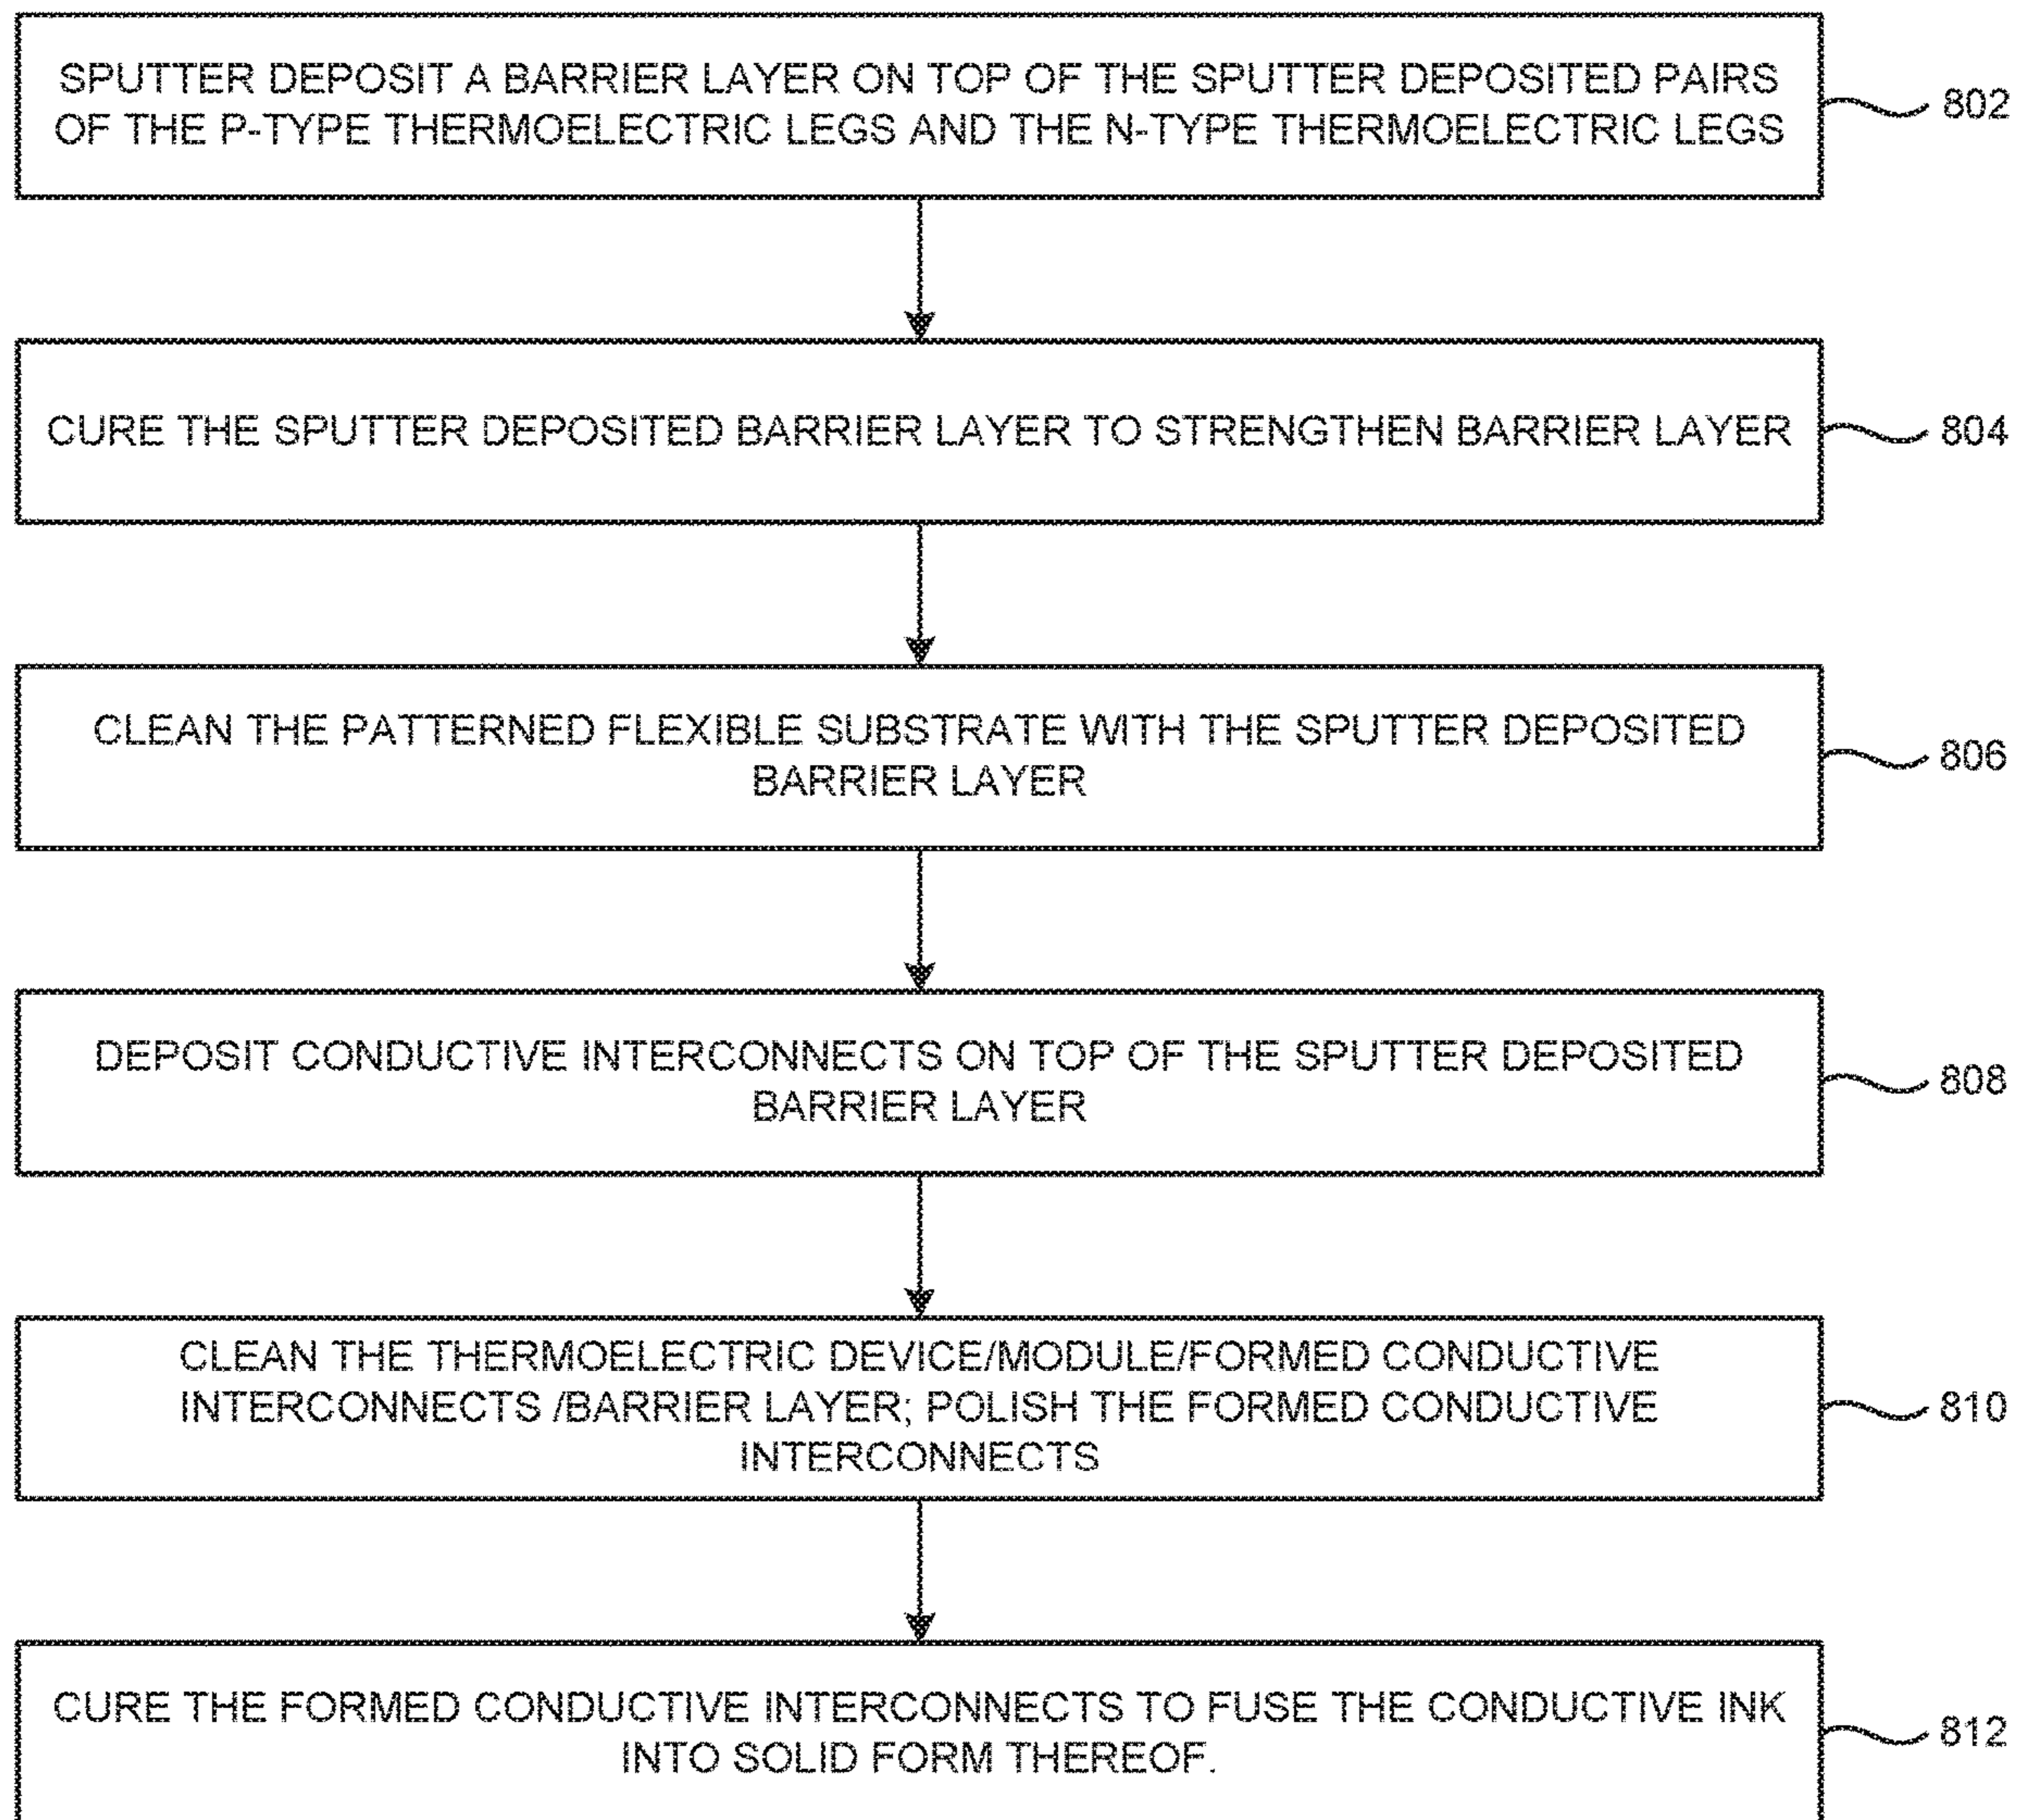 SPUTTER DEPOSIT A BARRIER LAYER ON TOP OF THE SPUTTER DEPOSITED PAIRS
OF THE P-TYPE THERMOELECTRIC LEGS AND THE N-TYPE THERMOELECTRIC LEGS
802
CURE THE SPUTTER DEPOSITED BARRIER LAYER TO STRENGTHEN BARRIER LAYER
804
CLEAN THE PATTERNED FLEXIBLE SUBSTRATE WITH THE SPUTTER DEPOSITED
BARRIER LAYER
806
DEPOSIT CONDUCTIVE INTERCONNECTS ON TOP OF THE SPUTTER DEPOSITED
BARRIER LAYER
808
CLEAN THE THERMOELECTRIC DEVICE/MODULE/FORMED CONDUCTIVE
INTERCONNECTS /BARRIER LAYER; POLISH THE FORMED CONDUCTIVE
INTERCONNECTS
810
CURE THE FORMED CONDUCTIVE INTERCONNECTS TO FUSE THE CONDUCTIVE INK
INTO SOLID FORM THEREOF.
812